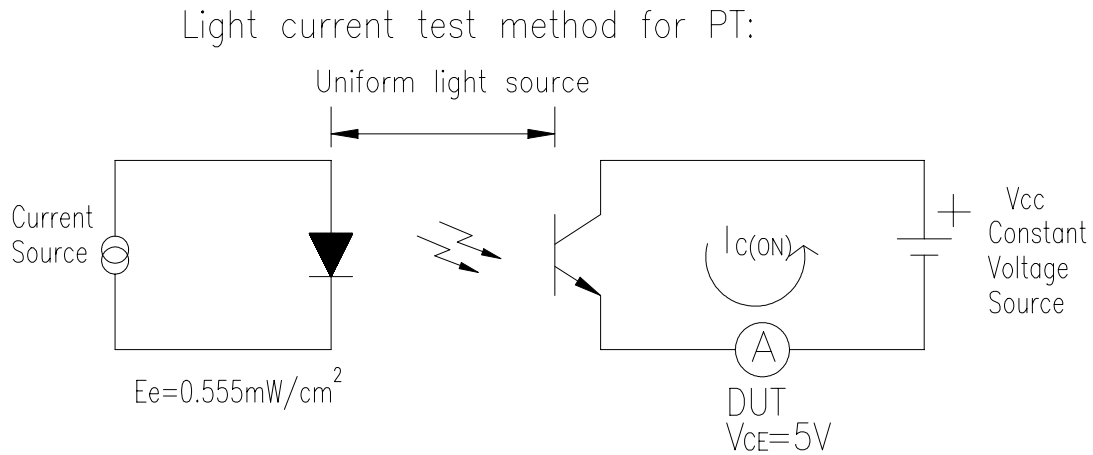 Light current test method for PT:
Uniform light source
Current
Source
IC(ON)
+
Vcc
Constant
Voltage
Source
A
Ee=0.555mW/cm²
DUT
VCE=5V